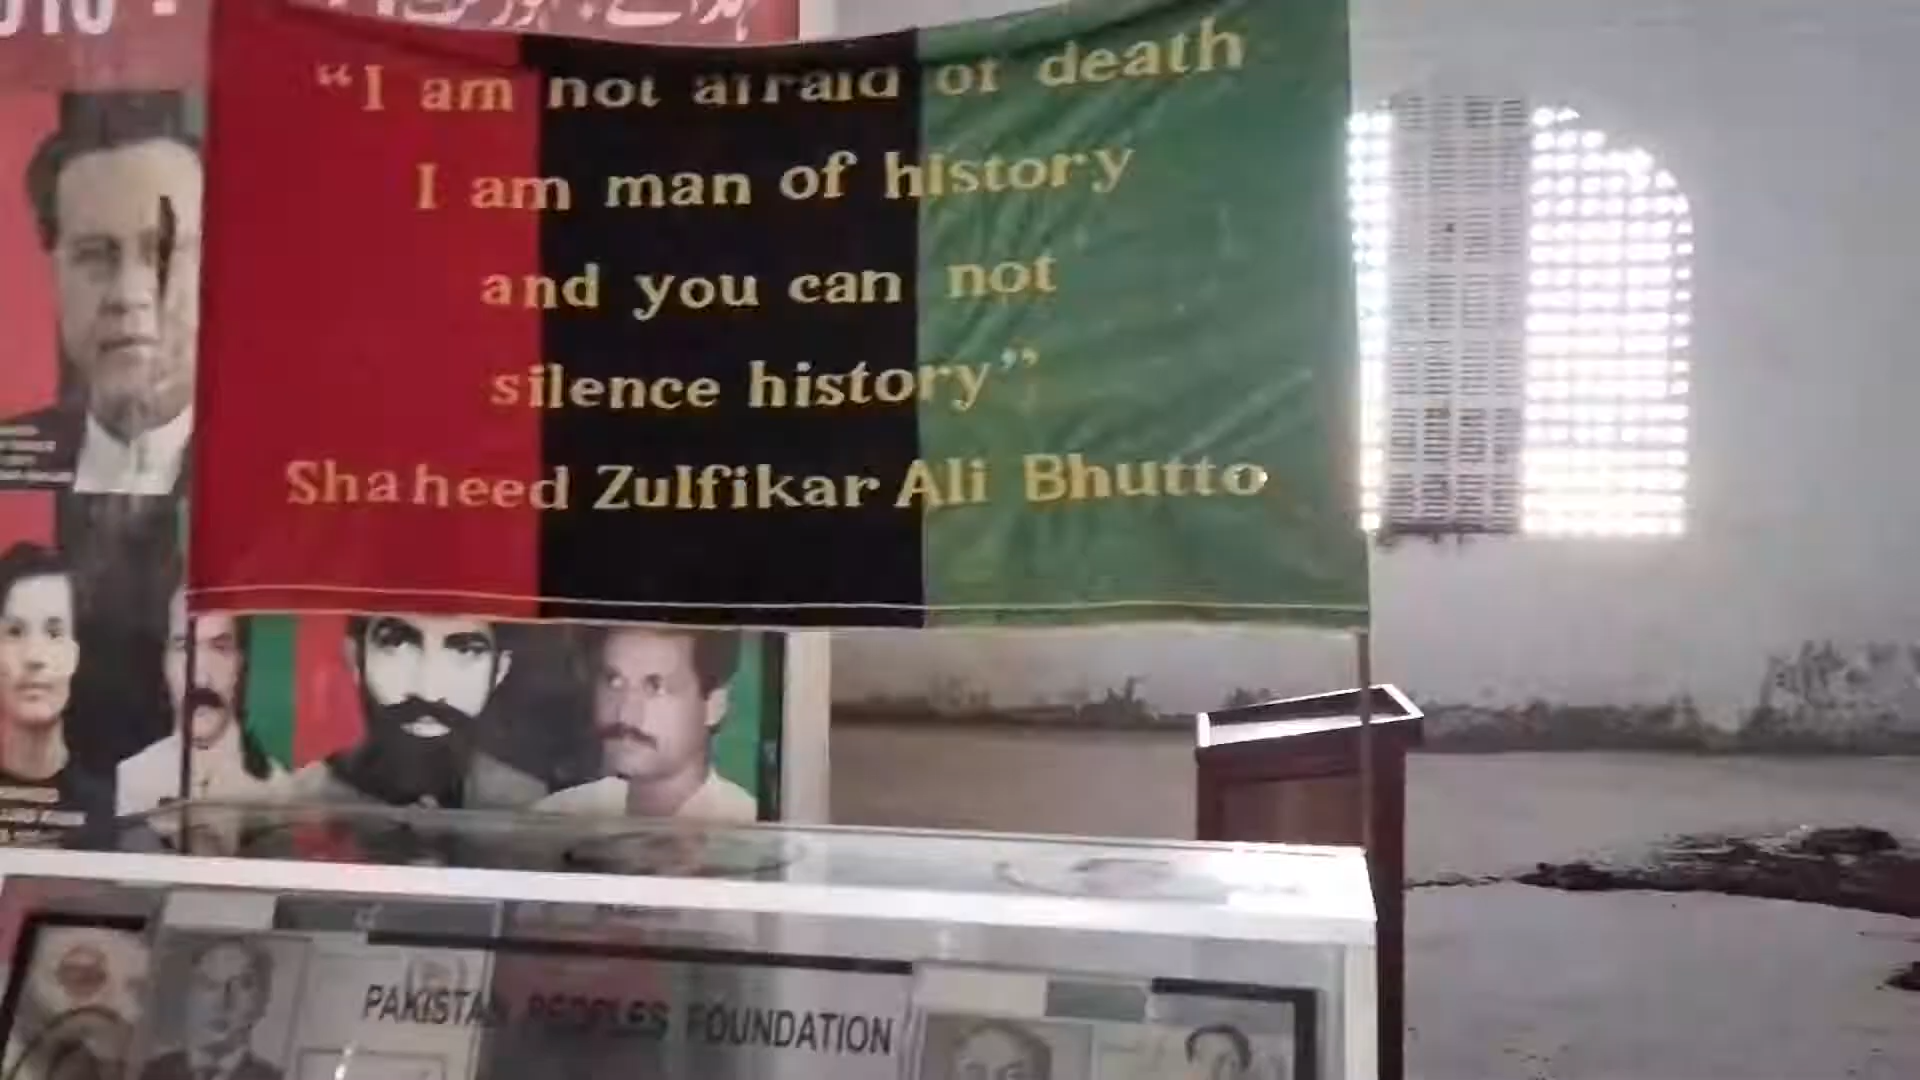 “I am not afraid of death
I am man of history
and you can not
silence history”
Shaheed Zulfikar Ali Bhutto
PAKISTAN PEOPLES FOUNDATION